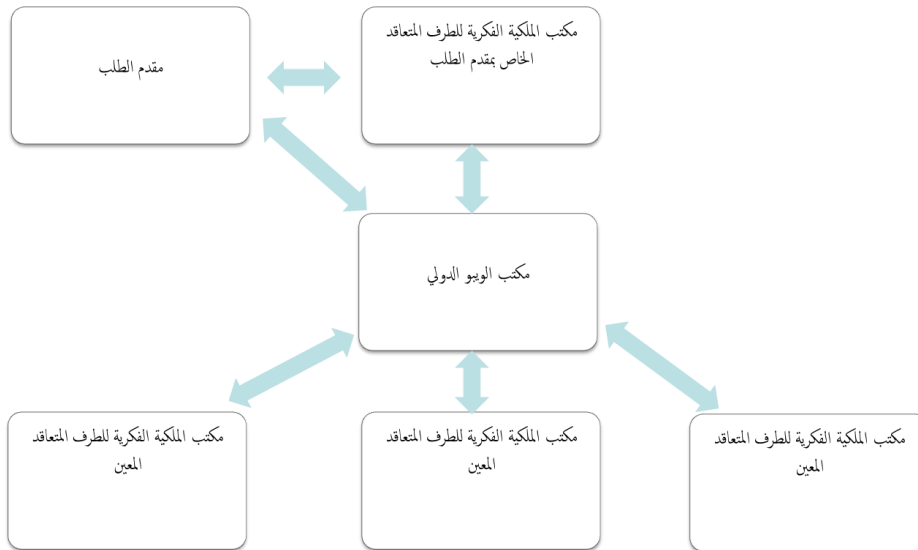 مكتب الملكية الفكرية للطرف المتعاقد
الخاص بمقدم الطلب
مقدم الطلب
مكتب الويبو الدولي
مكتب الملكية الفكرية للطرف المتعاقد
المعين
مكتب الملكية الفكرية للطرف المتعاقد
المعين
مكتب الملكية الفكرية للطرف المتعاقد
المعين